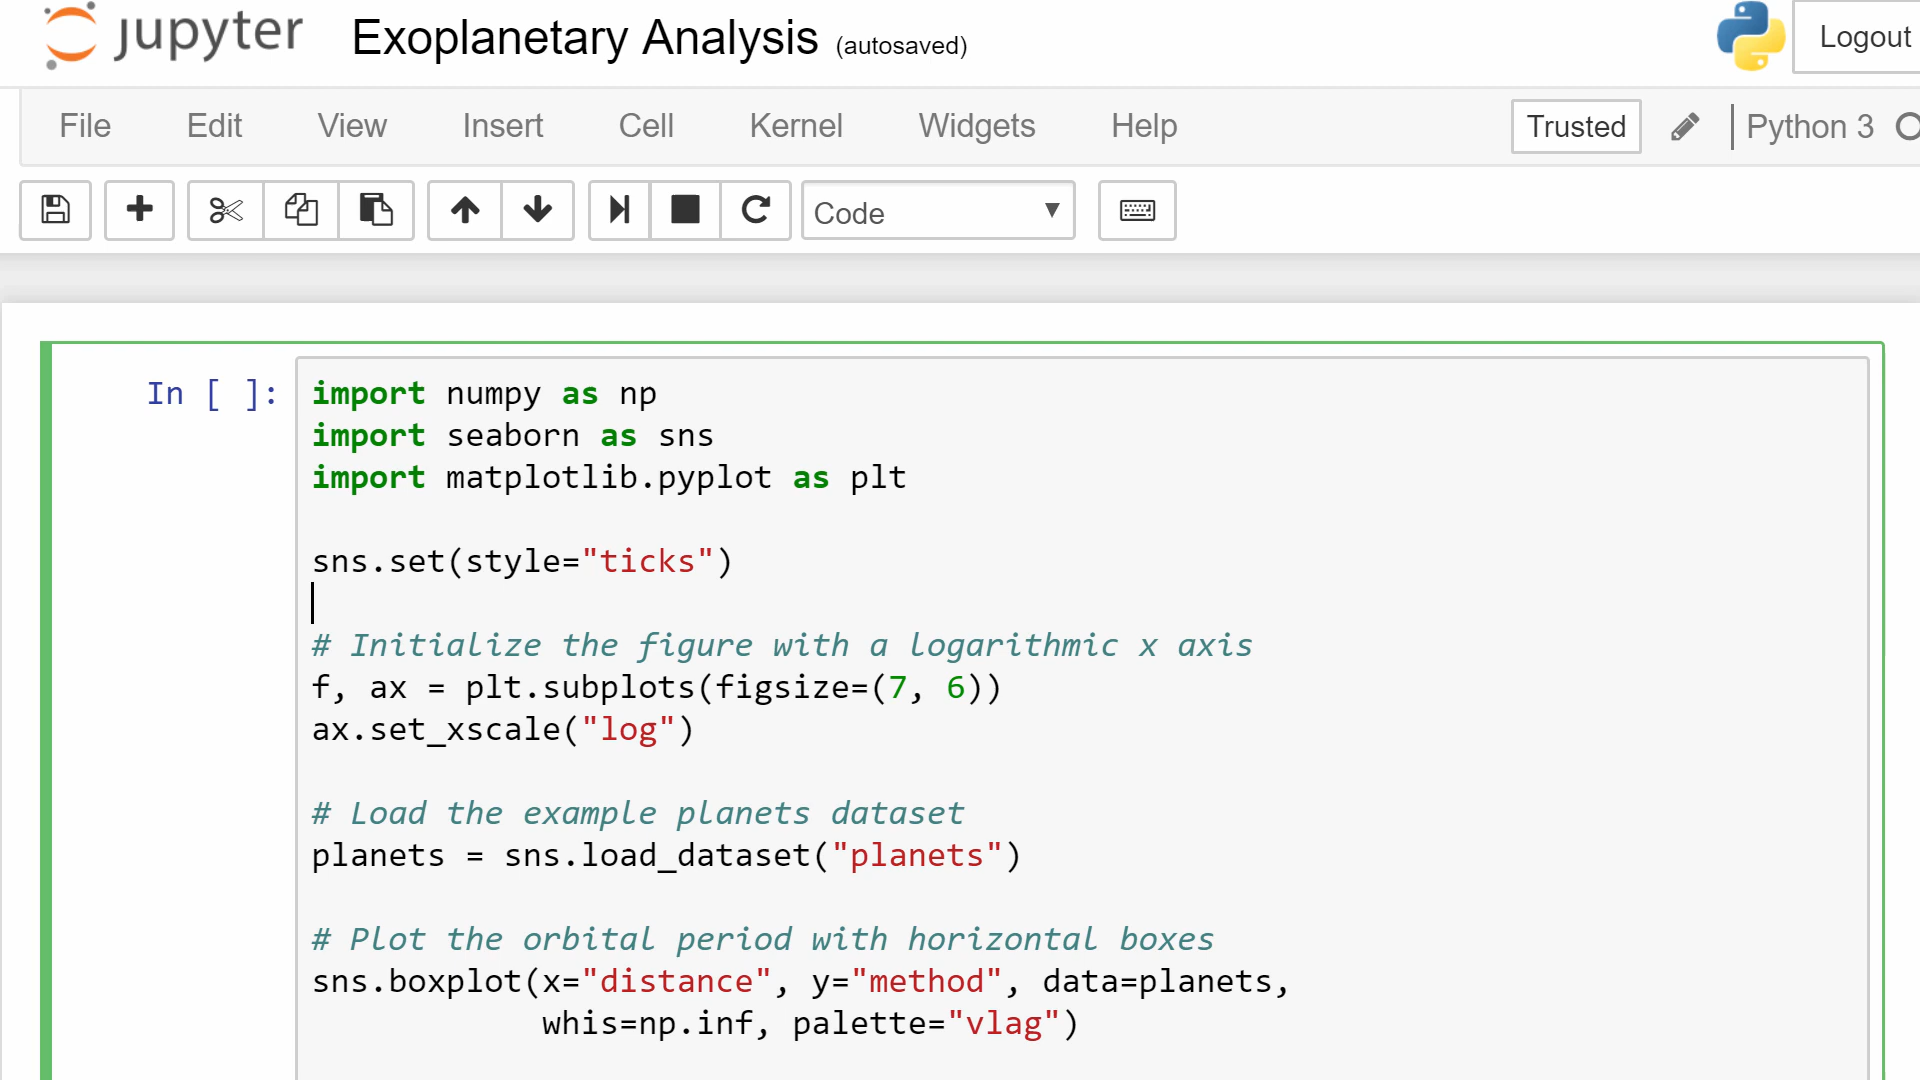 jupyter Exoplanetary Analysis (autosaved) Logout
File Edit View Insert Cell Kernel Widgets Help Trusted Python 3
Code
In [ ]:
import numpy as np
import seaborn as sns
import matplotlib.pyplot as plt
sns.set(style="ticks")
# Initialize the figure with a logarithmic x axis
f, ax = plt.subplots(figsize=(7, 6))
ax.set_xscale("log")
# Load the example planets dataset
planets = sns.load_dataset("planets")
# Plot the orbital period with horizontal boxes
sns.boxplot(x="distance", y="method", data=planets,
whis=np.inf, palette="vlag")